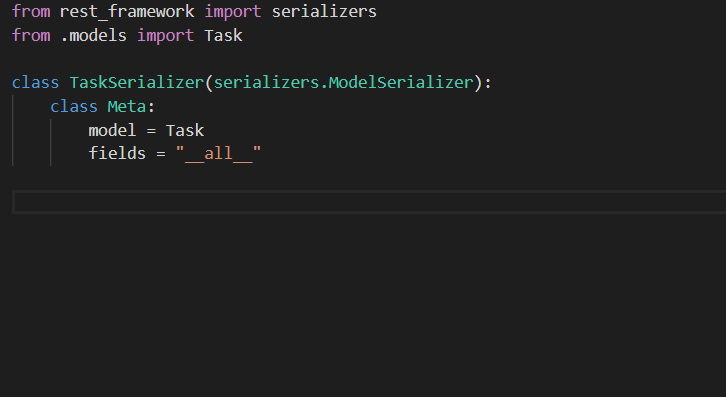 from rest_framework import serializers
from .models import Task
class TaskSerializer(serializers.ModelSerializer):
class Meta:
model = Task
fields = "__all__"